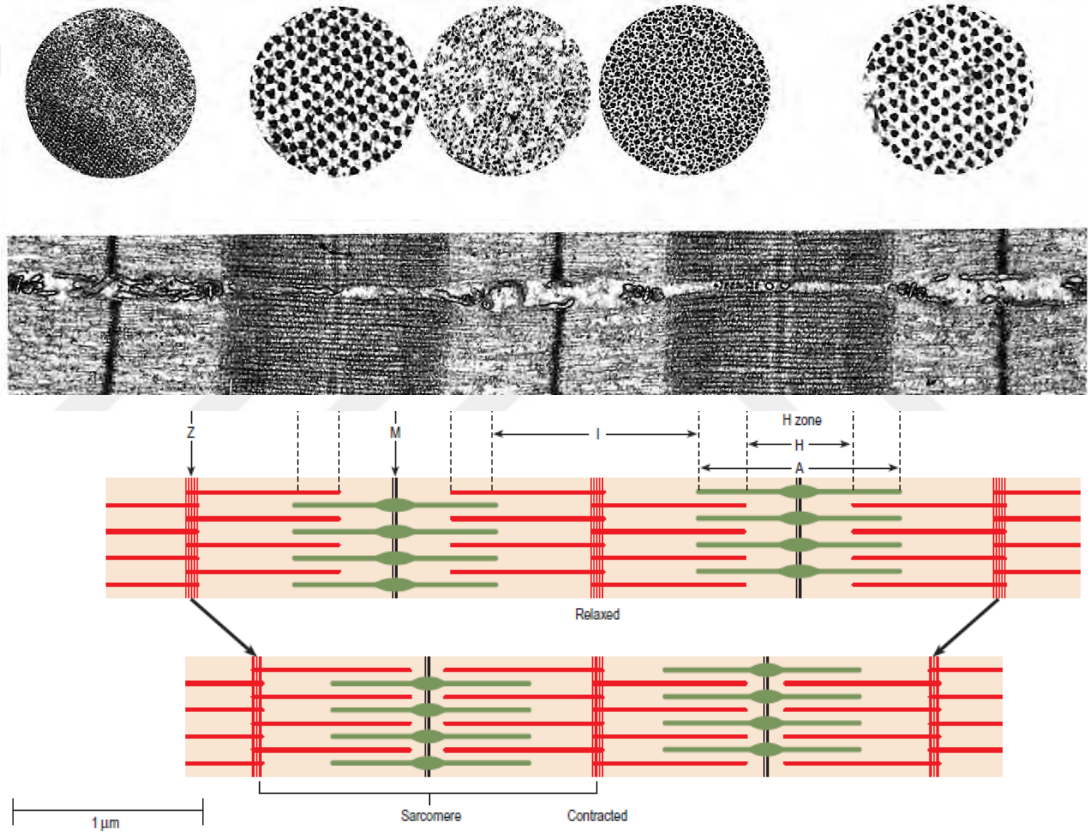 H zone
Z
M
I
H
A
Relaxed
Sarcomere
Contracted
1 μm